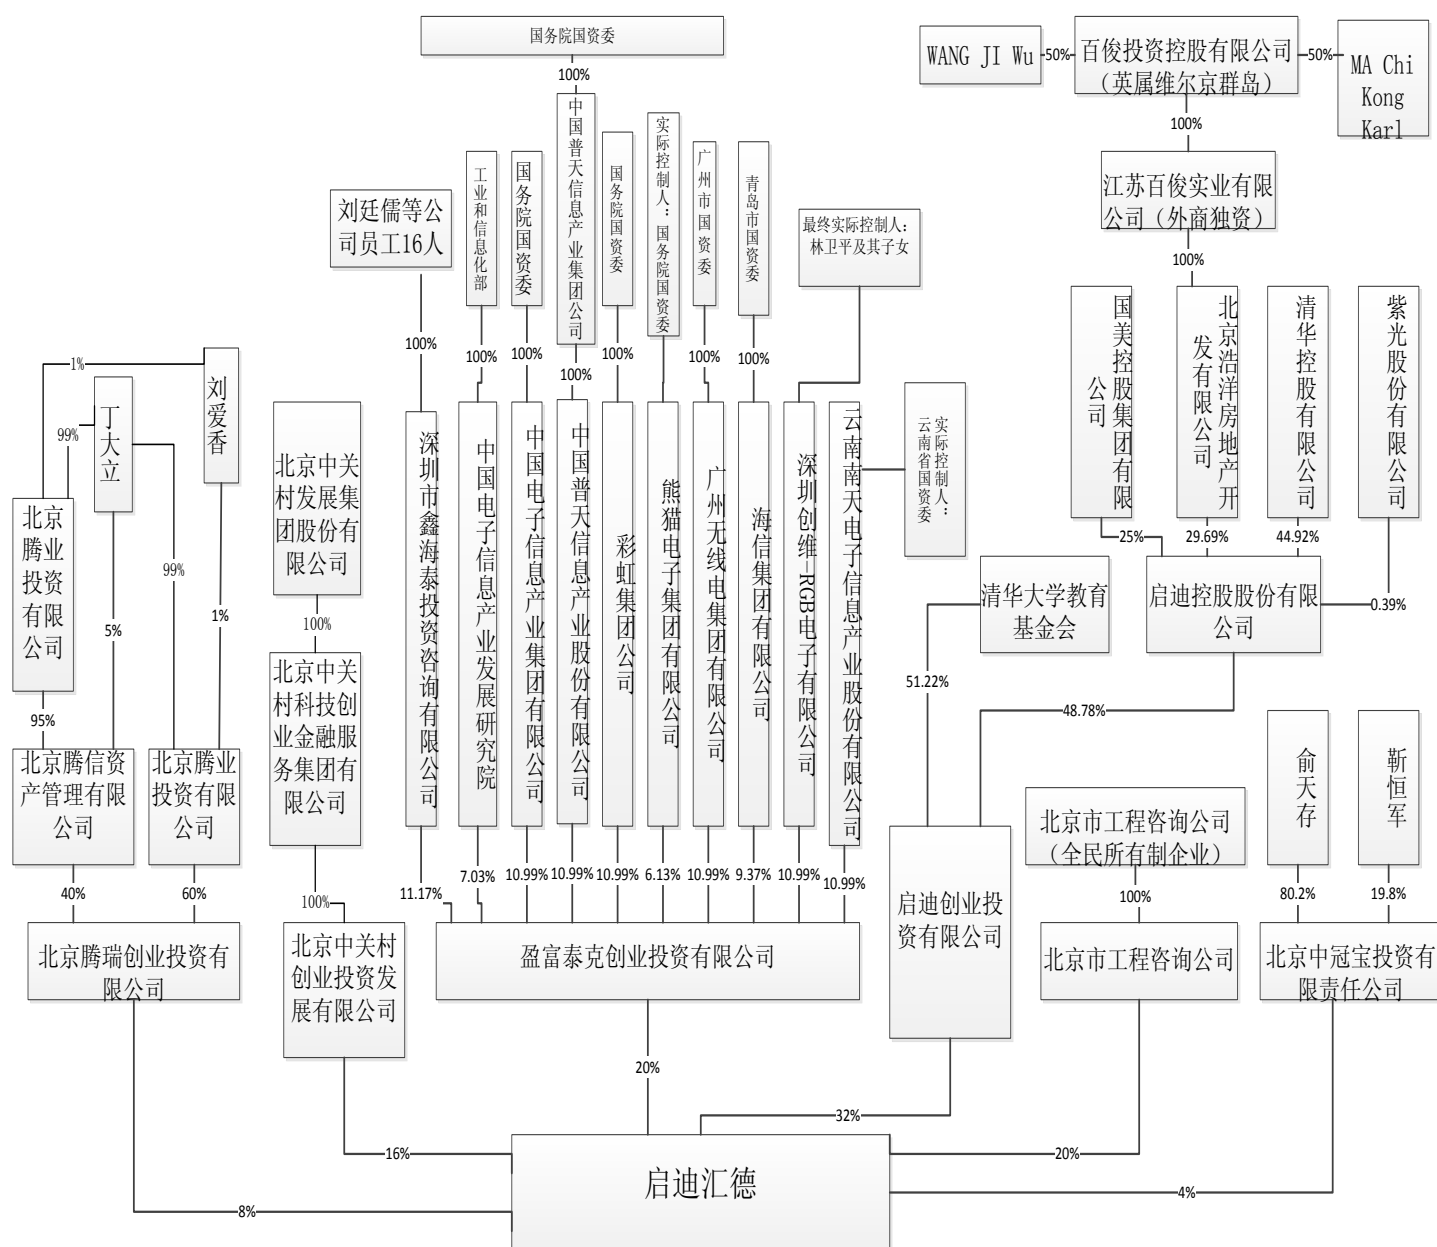 国务院国资委
100%
WANG JI Wu
50%
百俊投资控股有限公司
（英属维尔京群岛）
50%
MA Chi
Kong
Karl
100%
江苏百俊实业有限
公司（外商独资）
100%
中国普天信息产业集团公司
实际控制人：国务院国资委
广州市国资委
青岛市国资委
国务院国资委
工业和信息化部
国务院国资委
刘廷儒等公
司员工16人
最终实际控制人：
林卫平及其子女
国美控股集团有限
公司
北京浩洋房地产开
发有限公司
清华控股有限公司
紫光股份有限公司
100%
100%
100%
100%
100%
100%
100%
100%
1%
刘爱香
丁大立
99%
北京
腾业
投资
有限
公司
99%
5%
1%
95%
北京中关
村发展集
团股份有
限公司
100%
北京中关
村科技创
业金融服
务集团有
限公司
100%
深圳市鑫海泰投资咨询有限公司
中国电子信息产业发展研究院
中国电子信息产业集团有限公司
中国普天信息产业股份有限公司
彩虹集团公司
熊猫电子集团有限公司
广州无线电集团有限公司
海信集团有限公司
深圳创维-RGB电子有限公司
云南南天电子信息产业股份有限公司
实际控制人：
云南省国资委
25%
29.69%
44.92%
0.39%
清华大学教育
基金会
启迪控股股份有限
公司
51.22%
48.78%
北京腾信资
产管理有限
公司
北京腾业
投资有限
公司
俞天存
靳恒军
北京市工程咨询公司
（全民所有制企业）
40%
60%
11.17%
7.03%
10.99%
10.99%
10.99%
6.13%
10.99%
9.37%
10.99%
10.99%
100%
80.2%
19.8%
北京腾瑞创业投资有
限公司
北京中关村
创业投资发
展有限公司
盈富泰克创业投资有限公司
启迪创业投
资有限公司
北京市工程咨询公司
北京中冠宝投资有
限责任公司
20%
32%
16%
20%
8%
4%
启迪汇德